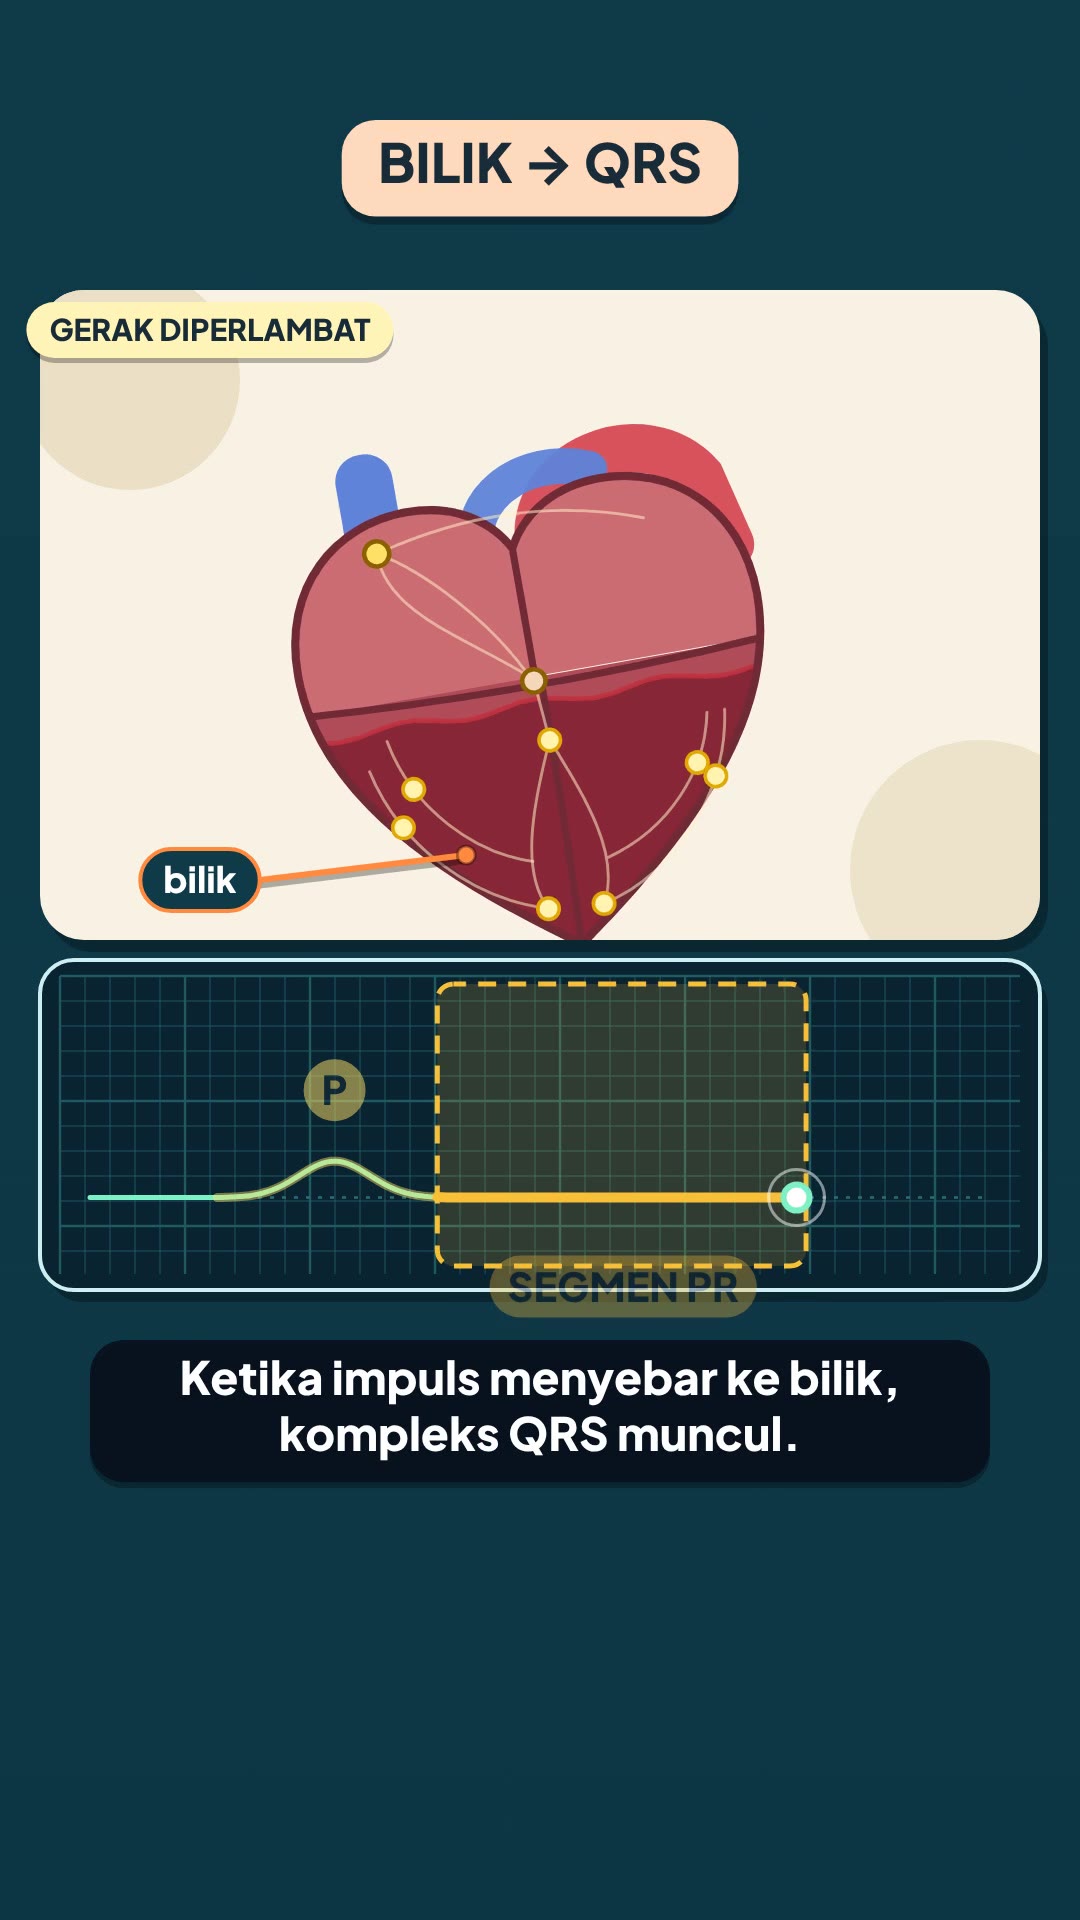 BILIK → QRS
GERAK DIPERLAMBAT
bilik
P
SEGMEN PR
Ketika impuls menyebar ke bilik,
kompleks QRS muncul.